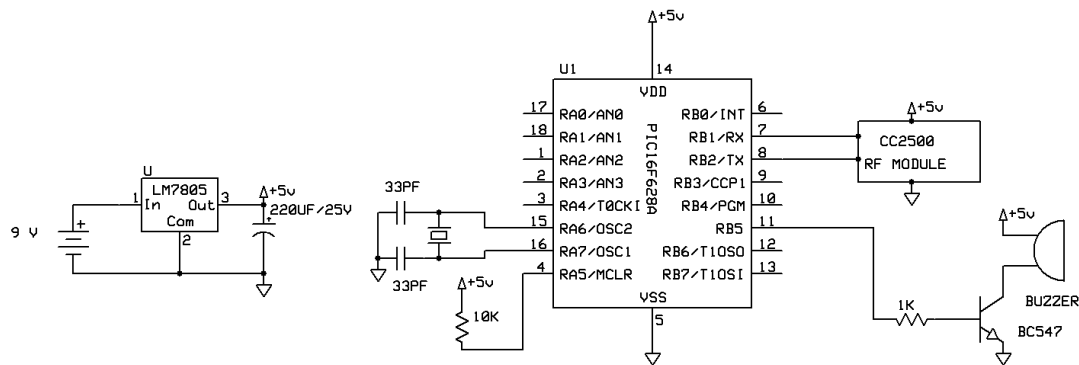 +5v
U1
14
VDD
17 RA0/AN0
RB0/INT 6
18 RA1/AN1
RB1/RX 7
1 RA2/AN2
RB2/TX 8
2 RA3/AN3
RB3/CCP1 9
3 RA4/T0CKI
RB4/PGM 10
15 RA6/OSC2
RB5 11
16 RA7/OSC1
RB6/T1OSO 12
4 RA5/MCLR
RB7/T1OSI 13
VSS
5
PIC16F628A
+5v
CC2500
RF MODULE
U
LM7805
1 In Out 3
Com
2
+5v
220UF/25V
9 V
+
+
33PF
33PF
+5v
10K
+5v
1K
BUZZER
BC547